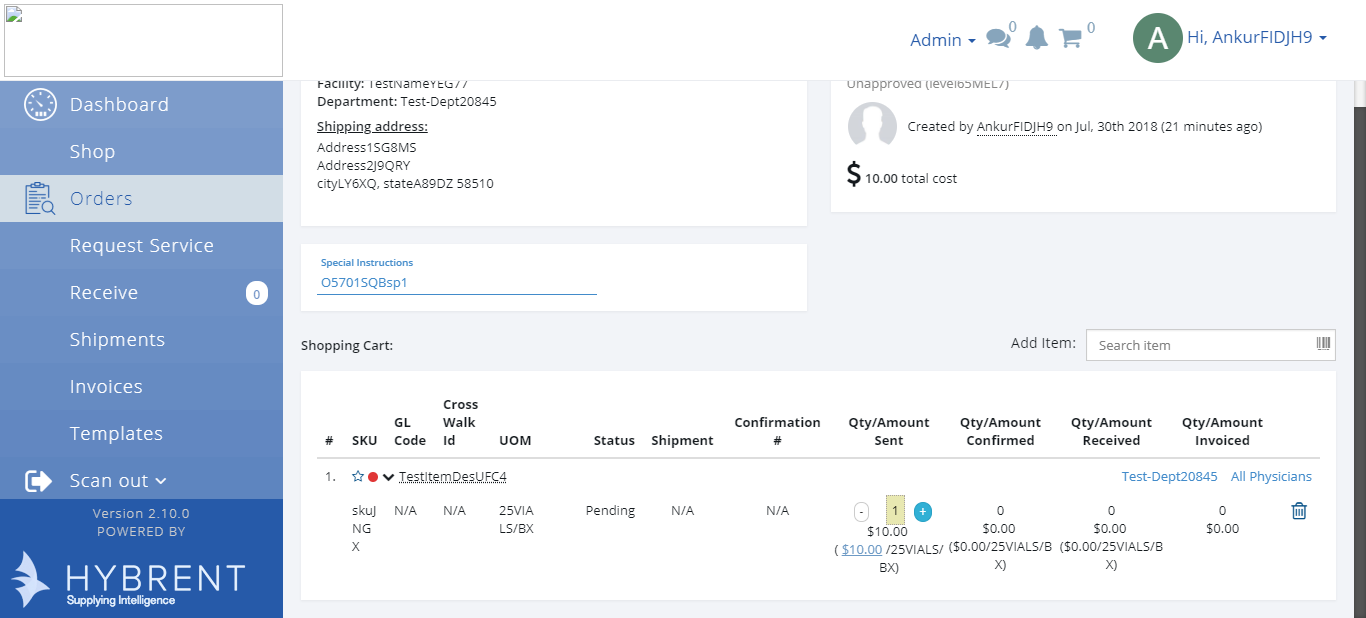 Admin
0
0
A
Hi, AnkurFIDJH9
Dashboard
Shop
Orders
Request Service
Receive
0
Shipments
Invoices
Templates
Scan out
Version 2.10.0
POWERED BY
HYBRENT
Supplying Intelligence
Facility: TestNameYEG77
Department: Test-Dept20845
Shipping address:
Address1SG8MS
Address2J9QRY
cityLY6XQ, stateA89DZ 58510
Unapproved (level65MEL7)
Created by AnkurFIDJH9 on Jul, 30th 2018 (21 minutes ago)
$ 10.00 total cost
Special Instructions
O5701SQBsp1
Shopping Cart:
Add Item:
Search item
# SKU GL Code Cross Walk Id UOM Status Shipment Confirmation # Qty/Amount Sent Qty/Amount Confirmed Qty/Amount Received Qty/Amount Invoiced
1. TestItemDesUFC4 Test-Dept20845 All Physicians
skuJ N/A N/A 25VIA Pending N/A N/A - 1 + 0 0 0
NG LS/BX $10.00 $0.00 $0.00 $0.00
X ( $10.00 /25VIALS/ ($0.00/25VIALS/B ($0.00/25VIALS/B
BX) X) X)